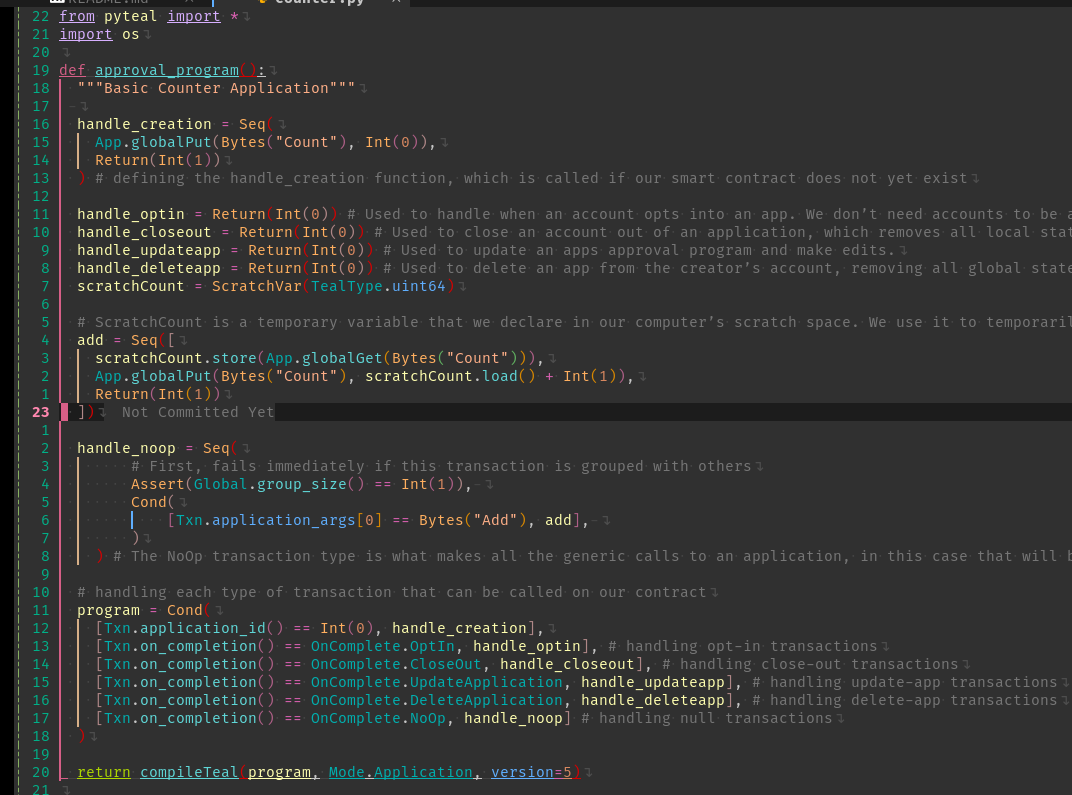 README.md counter.py
22 from pyteal import *
21 import os
20
19 def approval_program():
18 """Basic Counter Application"""
17
16 handle_creation = Seq(
15 App.globalPut(Bytes("Count"), Int(0)),
14 Return(Int(1))
13 ) # defining the handle_creation function, which is called if our smart contract does not yet exist
12
11 handle_optin = Return(Int(0)) # Used to handle when an account opts into an app. We don't need accounts to be a
10 handle_closeout = Return(Int(0)) # Used to close an account out of an application, which removes all local stat
9 handle_updateapp = Return(Int(0)) # Used to update an apps approval program and make edits.
8 handle_deleteapp = Return(Int(0)) # Used to delete an app from the creator's account, removing all global state
7 scratchCount = ScratchVar(TealType.uint64)
6
5 # ScratchCount is a temporary variable that we declare in our computer's scratch space. We use it to temporaril
4 add = Seq([
3 scratchCount.store(App.globalGet(Bytes("Count"))),
2 App.globalPut(Bytes("Count"), scratchCount.load() + Int(1)),
1 Return(Int(1))
23 ]) Not Committed Yet
1
2 handle_noop = Seq(
3 # First, fails immediately if this transaction is grouped with others
4 Assert(Global.group_size() == Int(1)),
5 Cond(
6 [Txn.application_args[0] == Bytes("Add"), add],
7 )
8 ) # The NoOp transaction type is what makes all the generic calls to an application, in this case that will b
9
10 # handling each type of transaction that can be called on our contract
11 program = Cond(
12 [Txn.application_id() == Int(0), handle_creation],
13 [Txn.on_completion() == OnComplete.OptIn, handle_optin], # handling opt-in transactions
14 [Txn.on_completion() == OnComplete.CloseOut, handle_closeout], # handling close-out transactions
15 [Txn.on_completion() == OnComplete.UpdateApplication, handle_updateapp], # handling update-app transactions
16 [Txn.on_completion() == OnComplete.DeleteApplication, handle_deleteapp], # handling delete-app transactions
17 [Txn.on_completion() == OnComplete.NoOp, handle_noop] # handling null transactions
18 )
19
20 return compileTeal(program, Mode.Application, version=5)
21